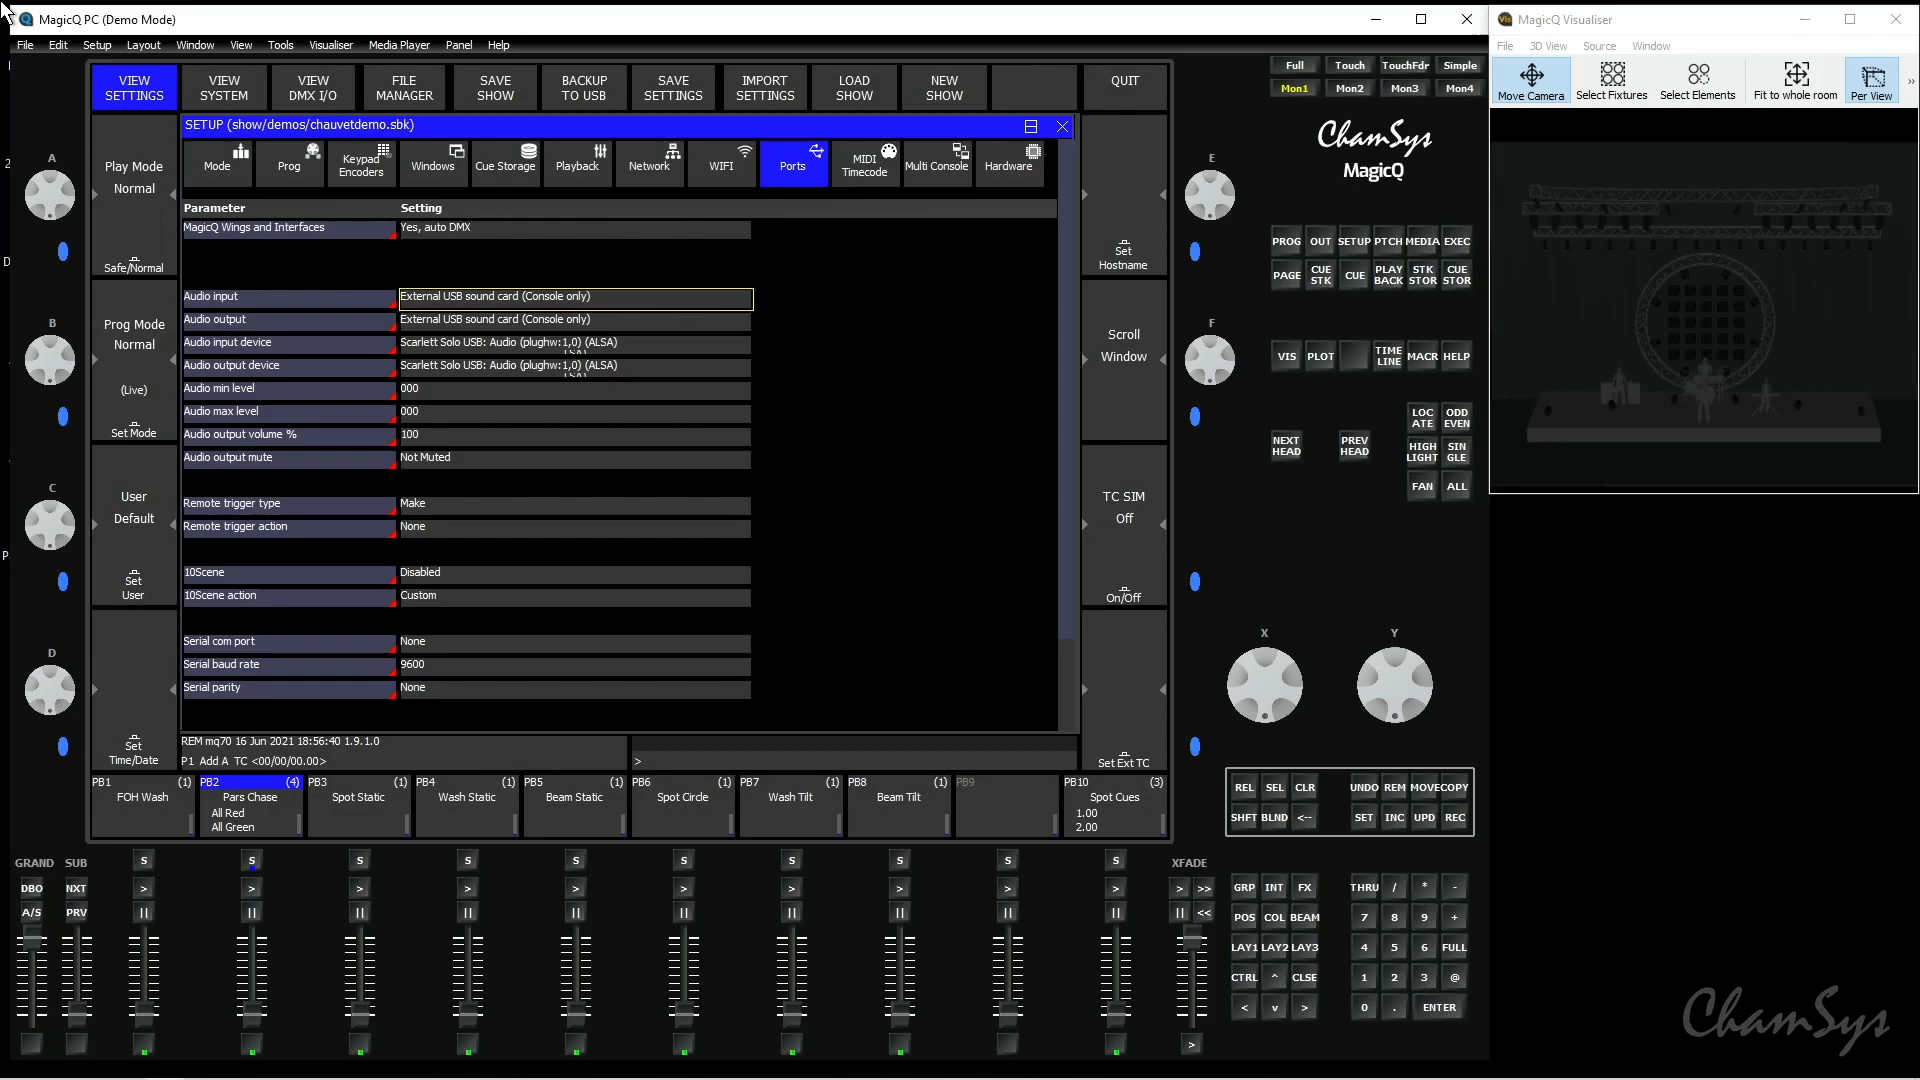 MagicQ PC (Demo Mode)
File Edit Setup Layout Window View Tools Visualiser Media Player Panel Help
VIEW SETTINGS
VIEW SYSTEM
VIEW DMX I/O
FILE MANAGER
SAVE SHOW
BACKUP TO USB
SAVE SETTINGS
IMPORT SETTINGS
LOAD SHOW
NEW SHOW
QUIT
SETUP (show/demos/chauvetdemo.sbk)
Mode
Prog
Keypad Encoders
Windows
Cue Storage
Playback
Network
WIFI
Ports
MIDI Timecode
Multi Console
Hardware
Parameter Setting
MagicQ Wings and Interfaces Yes, auto DMX
Audio input External USB sound card (Console only)
Audio output External USB sound card (Console only)
Audio input device Scarlett Solo USB: Audio (plughw:1,0) (ALSA)
Audio output device Scarlett Solo USB: Audio (plughw:1,0) (ALSA)
Audio min level 000
Audio max level 000
Audio output volume % 100
Audio output mute Not Muted
Remote trigger type Make
Remote trigger action None
10Scene Disabled
10Scene action Custom
Serial com port None
Serial baud rate 9600
Serial parity None
REM mq70 16 Jun 2021 18:56:40 1.9.1.0
P1 Add A TC <00/00/00.00>
>
A
Play Mode
Normal
Safe/Normal
B
Prog Mode
Normal
(Live)
Set Mode
C
User
Default
Set
User
D
Set
Time/Date
Set
Hostname
Scroll
Window
TC SIM
Off
On/Off
Set Ext TC
E
F
PB1 (1) PB2 (4) PB3 (1) PB4 (1) PB5 (1) PB6 (1) PB7 (1) PB8 (1) PB9 PB10 (3)
FOH Wash Pars Chase Spot Static Wash Static Beam Static Spot Circle Wash Tilt Beam Tilt Spot Cues
All Red 1.00
All Green 2.00
GRAND SUB S S S S S S S S S S XFADE
DBO NXT > > > > > > > > > > > >>
A/S PRV || || || || || || || || || || || <<
>
Full Touch TouchFdr Simple
Mon1 Mon2 Mon3 Mon4
ChamSys
MagicQ
PROG OUT SETUP PTCH MEDIA EXEC
PAGE CUE STK CUE PLAY BACK STK STOR CUE STOR
VIS PLOT TIME LINE MACR HELP
LOC ATE ODD EVEN
NEXT HEAD PREV HEAD HIGH LIGHT SIN GLE
FAN ALL
X Y
REL SEL CLR UNDO REM MOVE COPY
SHFT BLND <-- SET INC UPD REC
GRP INT FX THRU / * -
POS COL BEAM 7 8 9 +
LAY1 LAY2 LAY3 4 5 6 FULL
CTRL ^ CLSE 1 2 3 @
< v > 0 . ENTER
MagicQ Visualiser
File 3D View Source Window
Move Camera Select Fixtures Select Elements Fit to whole room Per View »
ChamSys